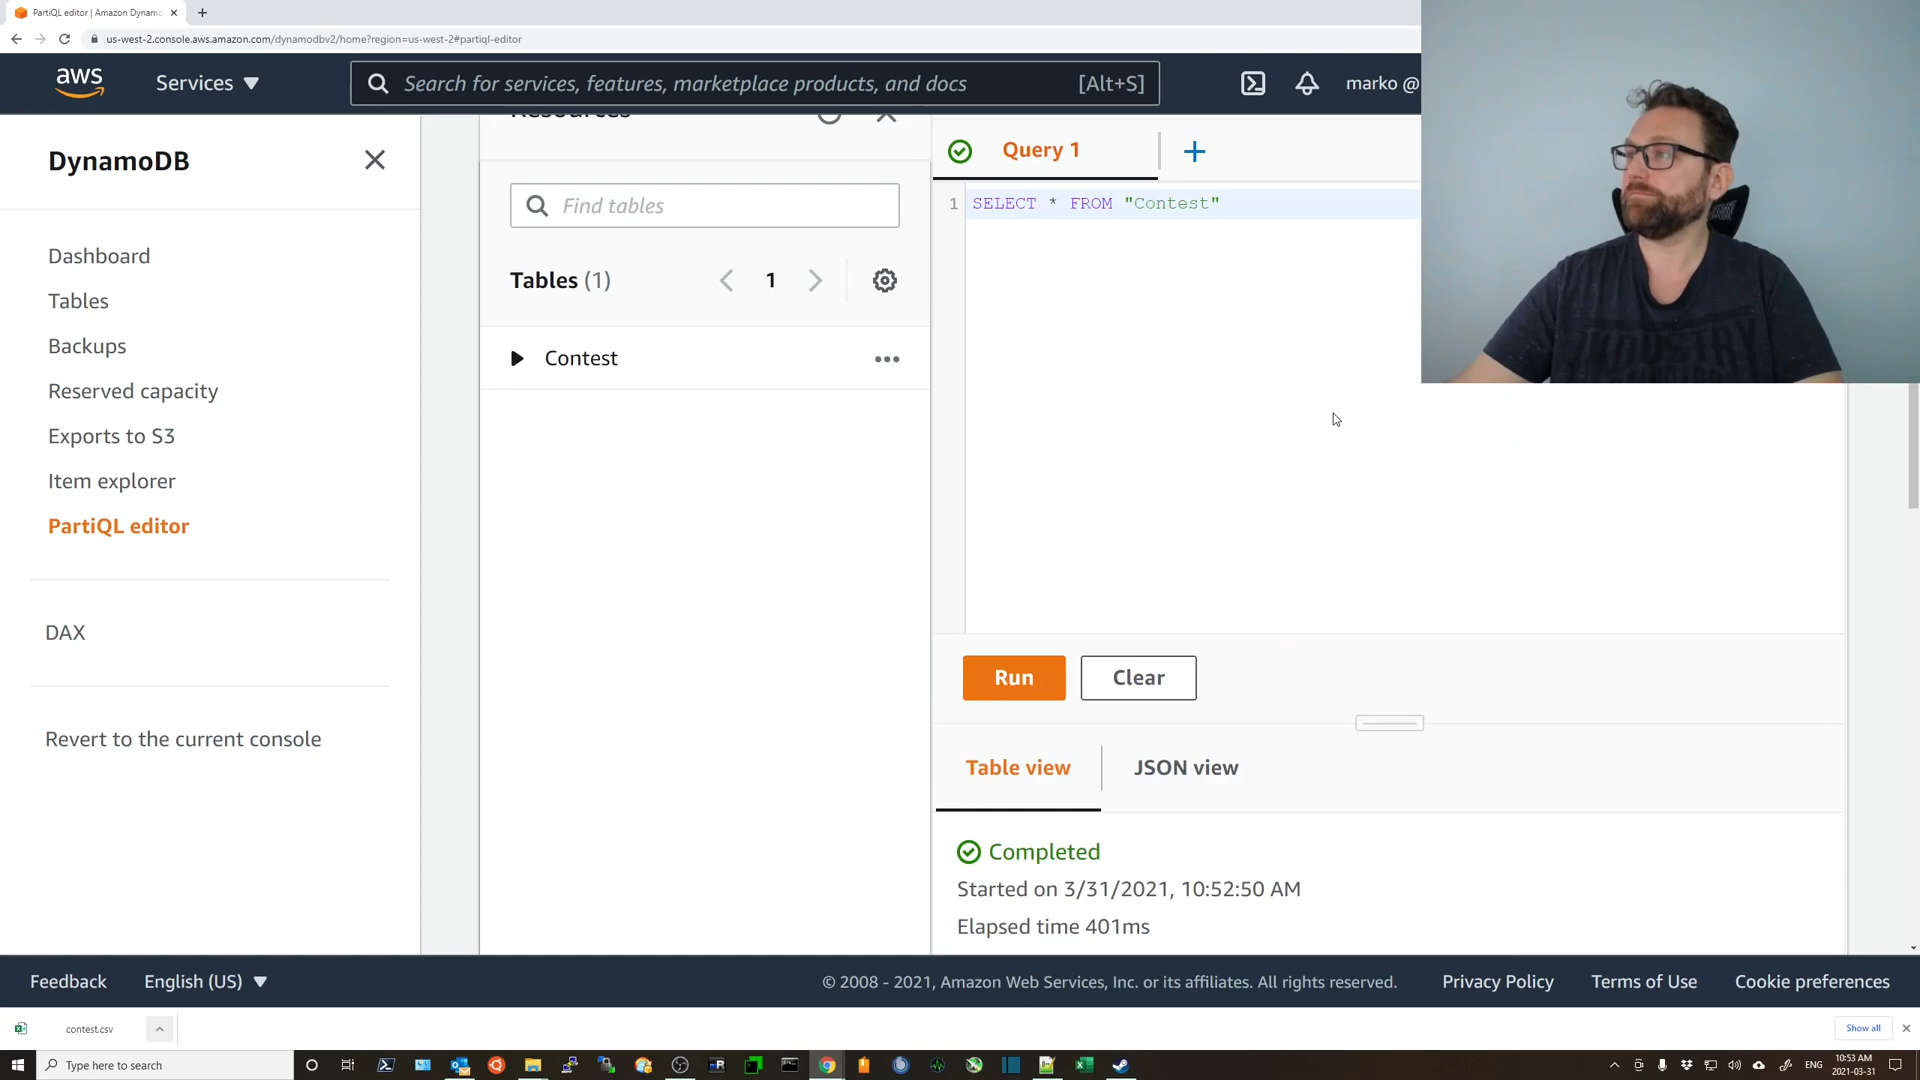 PartiQL editor | Amazon Dynamo
us-west-2.console.aws.amazon.com/dynamodbv2/home?region=us-west-2#partiql-editor
aws
Services
Search for services, features, marketplace products, and docs
[Alt+S]
marko @
DynamoDB
Dashboard
Tables
Backups
Reserved capacity
Exports to S3
Item explorer
PartiQL editor
DAX
Revert to the current console
Resources
Find tables
Tables (1)
1
Contest
Query 1
1
SELECT * FROM "Contest"
Run
Clear
Table view
JSON view
Completed
Started on 3/31/2021, 10:52:50 AM
Elapsed time 401ms
Feedback
English (US)
© 2008 - 2021, Amazon Web Services, Inc. or its affiliates. All rights reserved.
Privacy Policy
Terms of Use
Cookie preferences
contest.csv
Show all
Type here to search
ENG
10:53 AM
2021-03-31